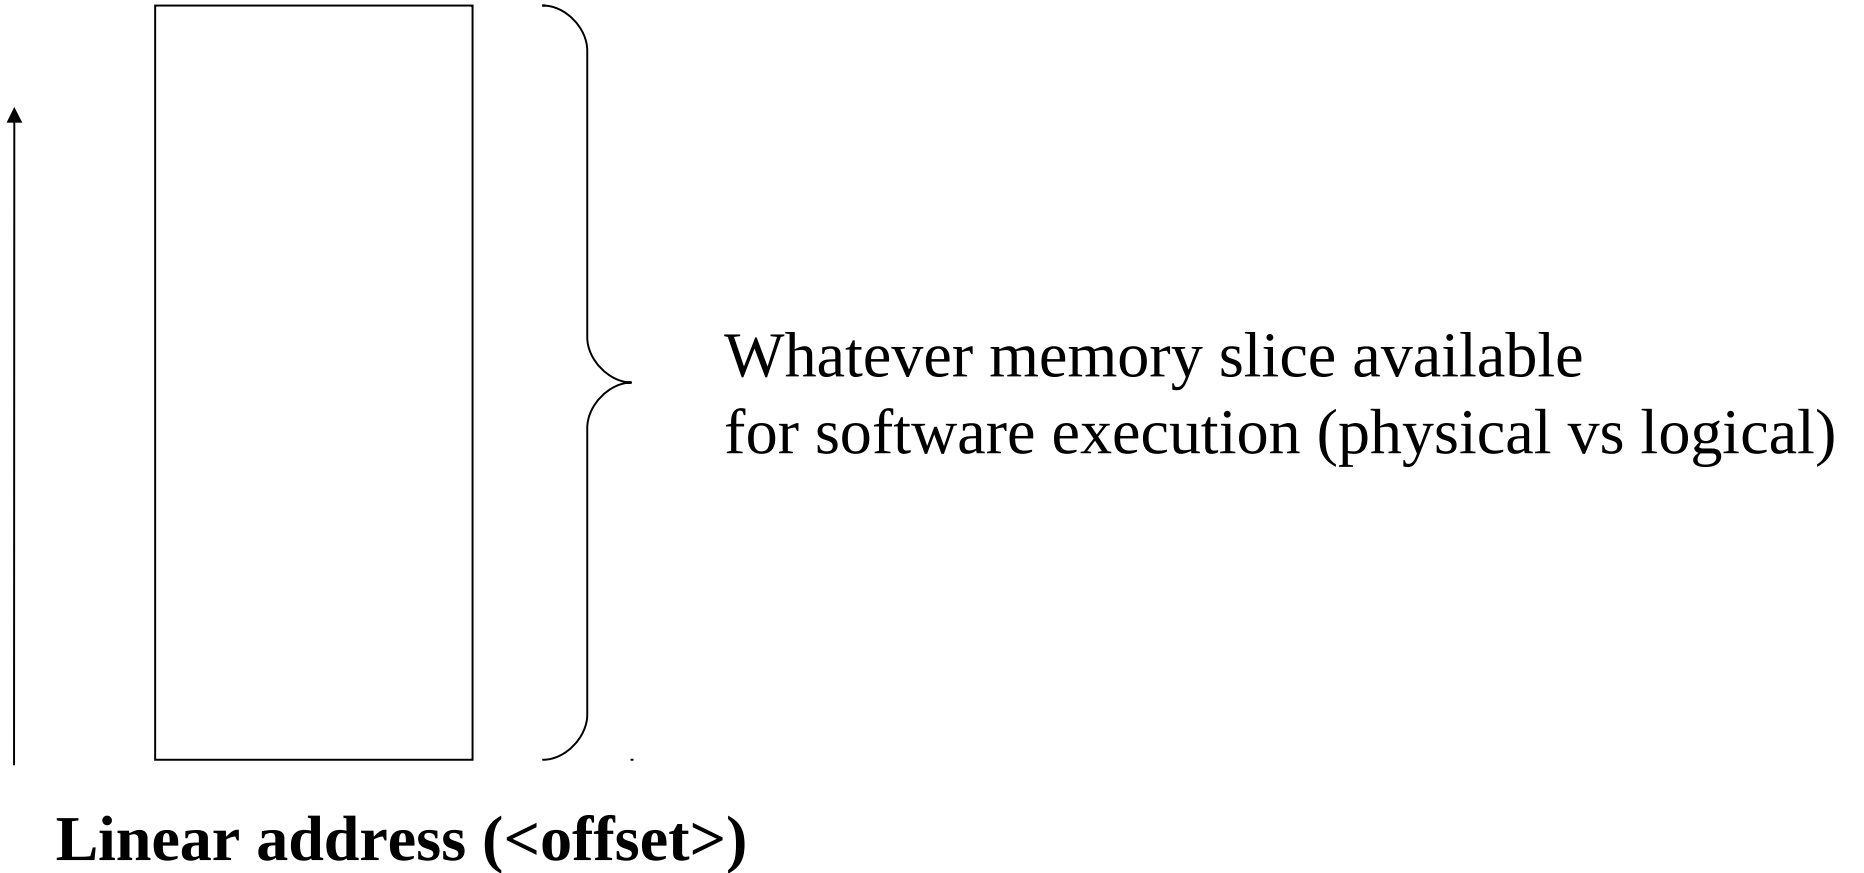 Whatever memory slice available
for software execution (physical vs logical)
Linear address (<offset>)